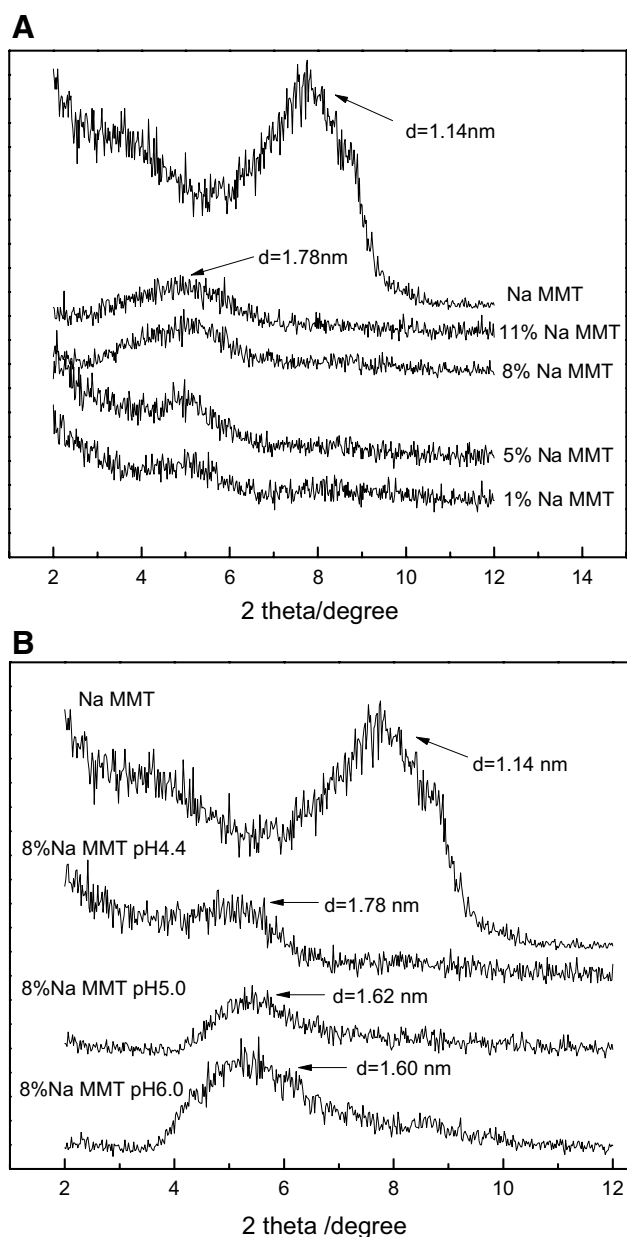 A
d=1.14nm
d=1.78nm
Na MMT
11% Na MMT
8% Na MMT
5% Na MMT
1% Na MMT
2 4 6 8 10 12 14
2 theta/degree
B
Na MMT
d=1.14 nm
8%Na MMT pH4.4
d=1.78 nm
8%Na MMT pH5.0
d=1.62 nm
8%Na MMT pH6.0
d=1.60 nm
2 4 6 8 10 12
2 theta /degree